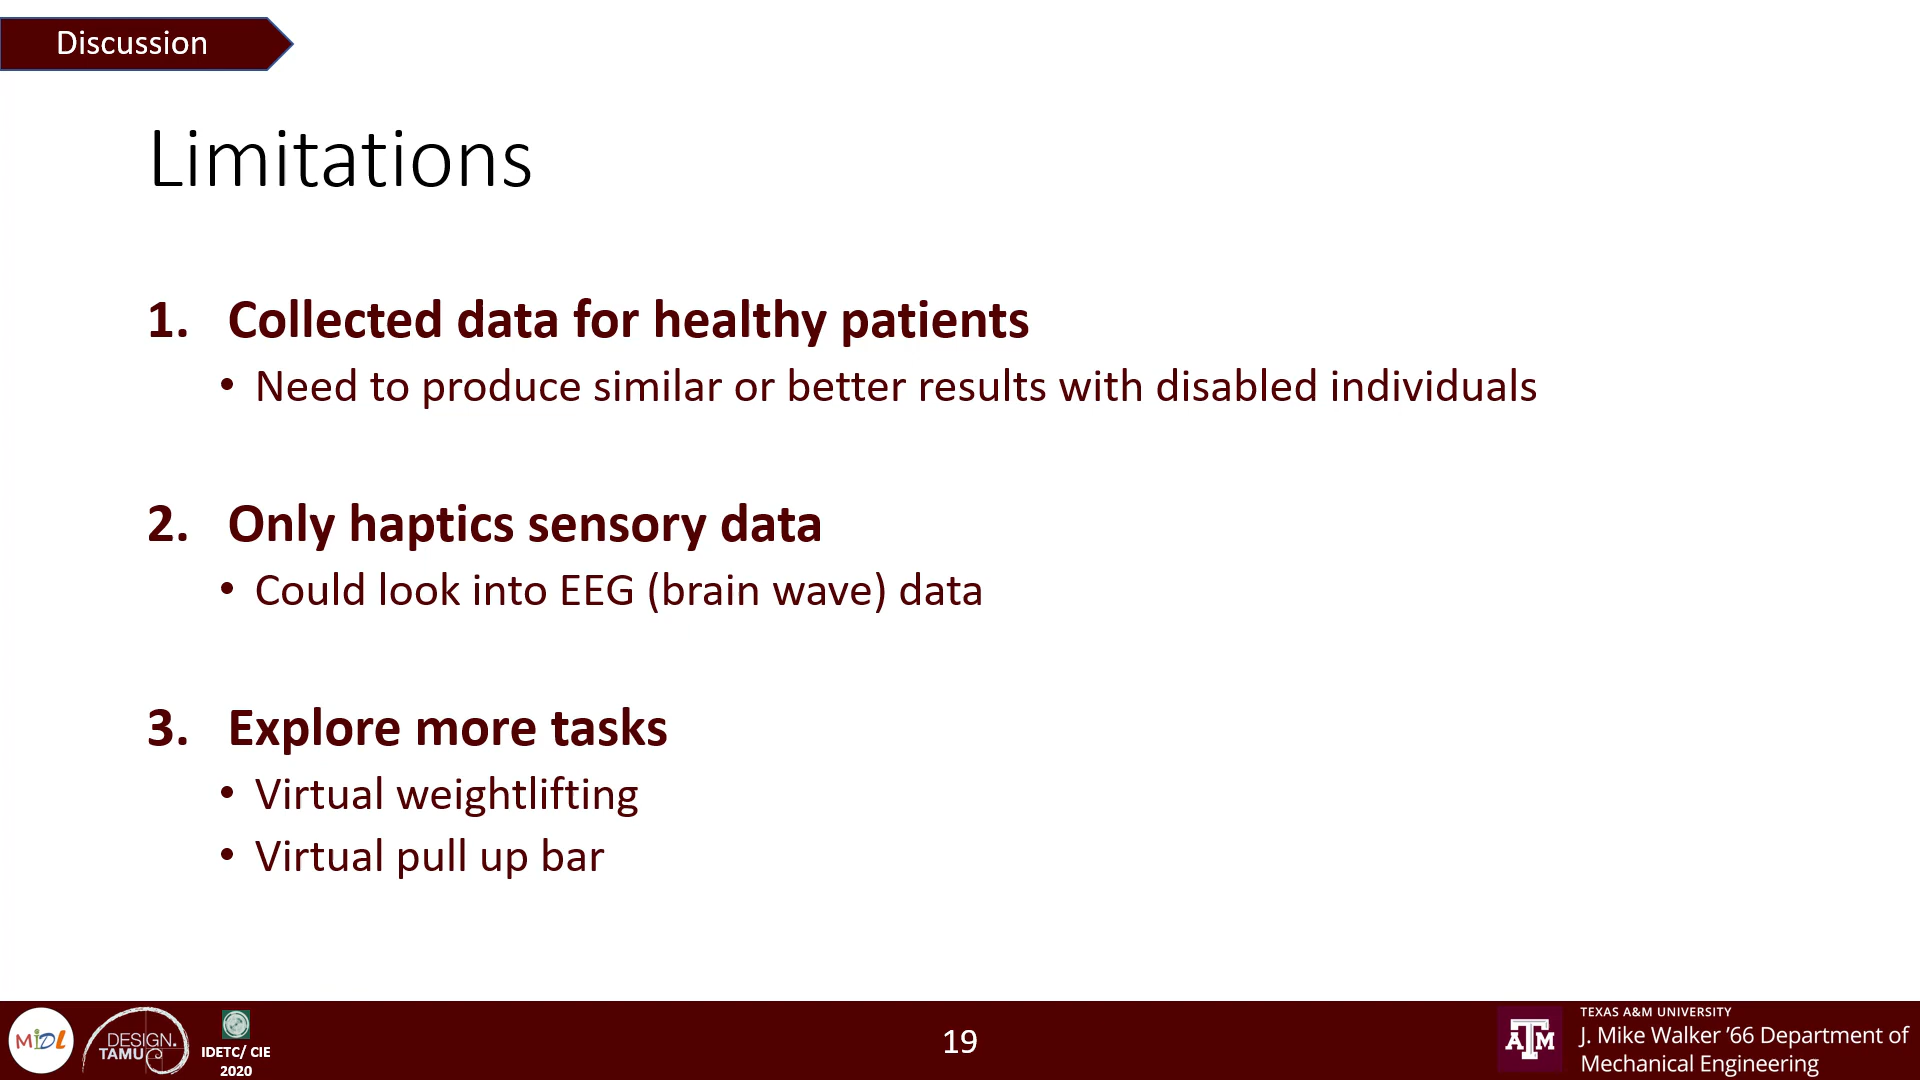 Discussion
Limitations
1. Collected data for healthy patients
• Need to produce similar or better results with disabled individuals
2. Only haptics sensory data
• Could look into EEG (brain wave) data
3. Explore more tasks
• Virtual weightlifting
• Virtual pull up bar
MiDL
DESIGN.
TAMU
IDETC/ CIE
2020
19
ATM
TEXAS A&M UNIVERSITY
J. Mike Walker ’66 Department of
Mechanical Engineering